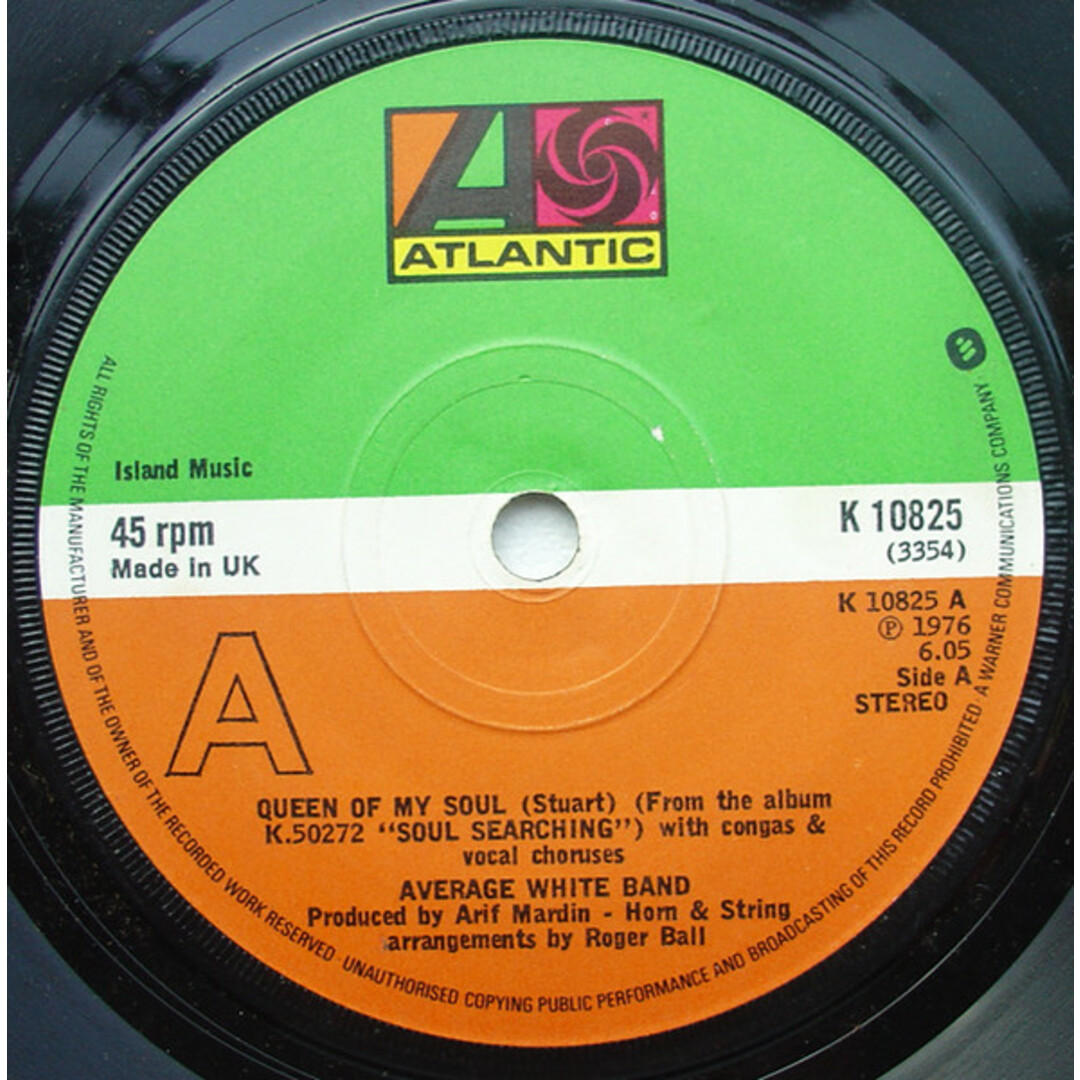 A
ATLANTIC
Island Music
45 rpm
Made in UK
K 10825
(3354)
K 10825 A
Ⓟ 1976
6.05
Side A
STEREO
A
QUEEN OF MY SOUL (Stuart) (From the album
K.50272 "SOUL SEARCHING") with congas &
vocal choruses
AVERAGE WHITE BAND
Produced by Arif Mardin - Horn & String
arrangements by Roger Ball
ALL RIGHTS OF THE MANUFACTURER AND OF THE OWNER OF THE RECORDED WORK RESERVED · UNAUTHORISED COPYING PUBLIC PERFORMANCE AND BROADCASTING OF THIS RECORD PROHIBITED · A WARNER COMMUNICATIONS COMPANY